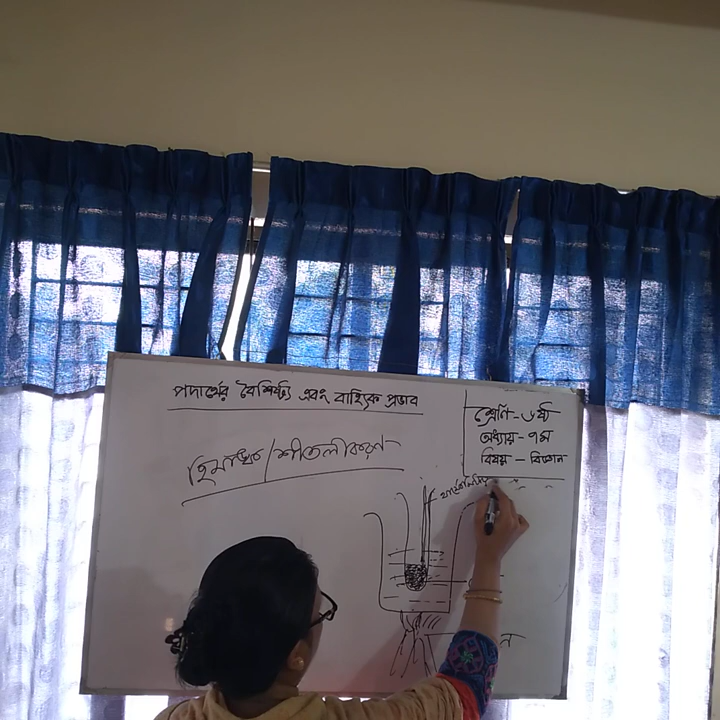 পদার্থের বৈশিষ্ট্য এবং বাহ্যিক প্রভাব
শ্রেণি - ৬ষ্ঠ
অধ্যায় - ৭ম
বিষয় - বিজ্ঞান
হিমাঙ্ক/শীতলীকরণ